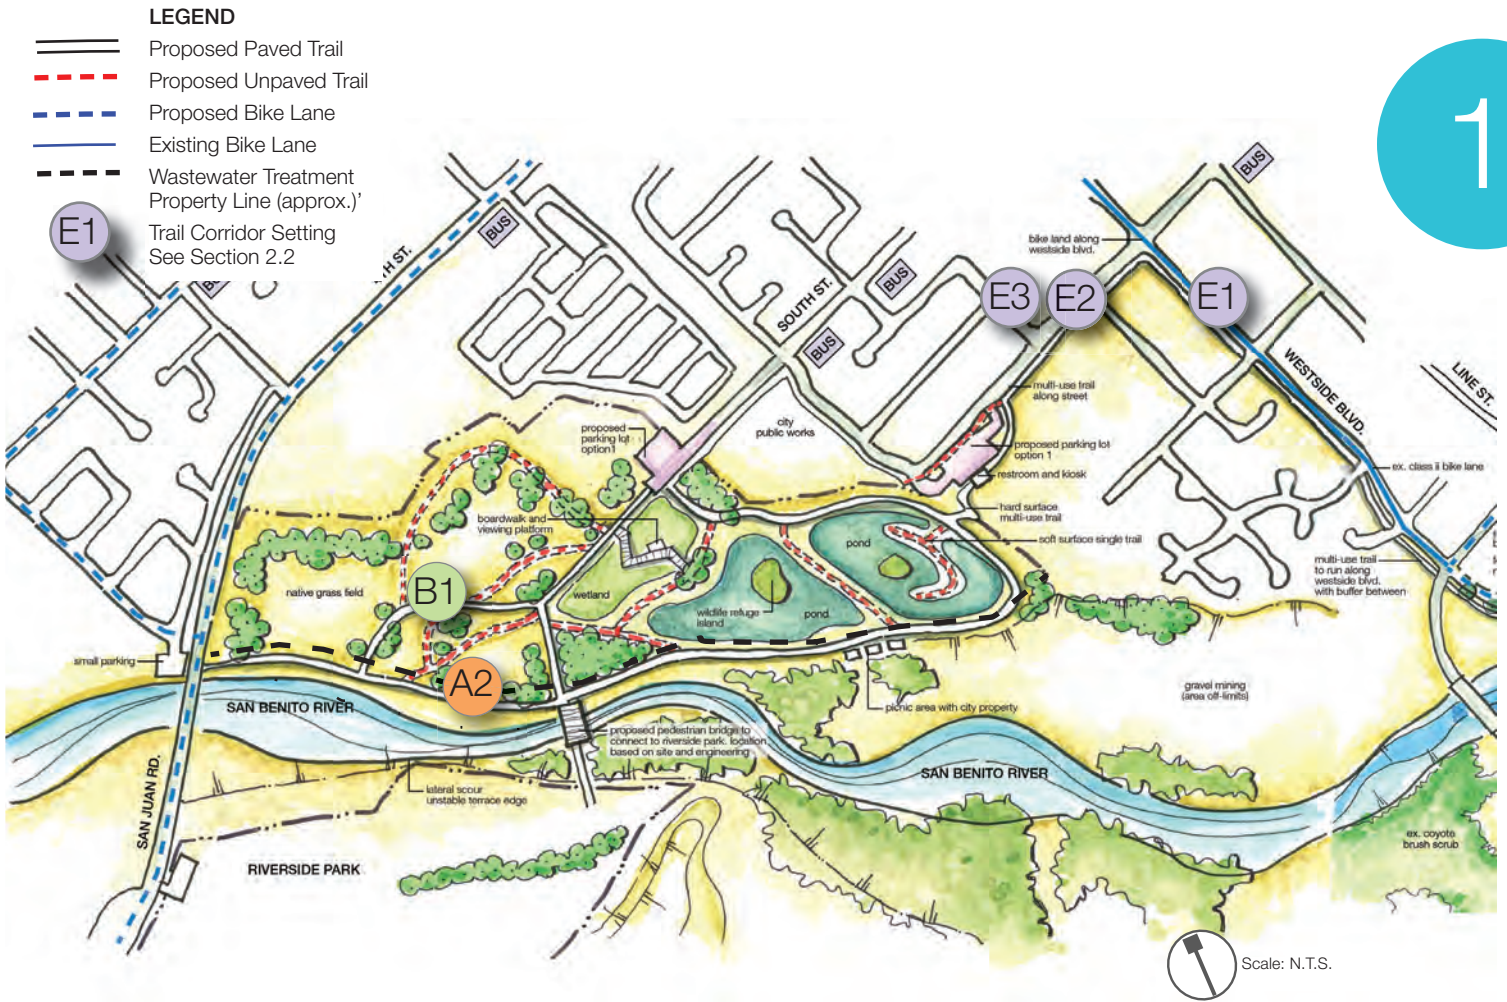 LEGEND
Proposed Paved Trail
Proposed Unpaved Trail
Proposed Bike Lane
Existing Bike Lane
Wastewater Treatment
Property Line (approx.)’
E1
Trail Corridor Setting
See Section 2.2
1
BUS
BUS
BUS
BUS
TH ST.
SOUTH ST.
bike land along
westside blvd.
E3
E2
E1
WESTSIDE BLVD.
LINE ST.
multi-use trail
along street
city
public works
proposed
parking lot
option1
proposed parking lot
option 1
restroom and kiosk
ex. class ii bike lane
hard surface
multi-use trail
boardwalk and
viewing platform
pond
soft surface single trail
multi-use trail
to run along
westside blvd.
with buffer between
native grass field
B1
wetland
wildlife refuge
island
pond
small parking
A2
SAN BENITO RIVER
gravel mining
(area off-limits)
picnic area with city property
proposed pedestrian bridge to
connect to riverside park. location
based on site and engineering
SAN BENITO RIVER
lateral scour
unstable terrace edge
SAN JUAN RD.
ex. coyote
brush scrub
RIVERSIDE PARK
Scale: N.T.S.